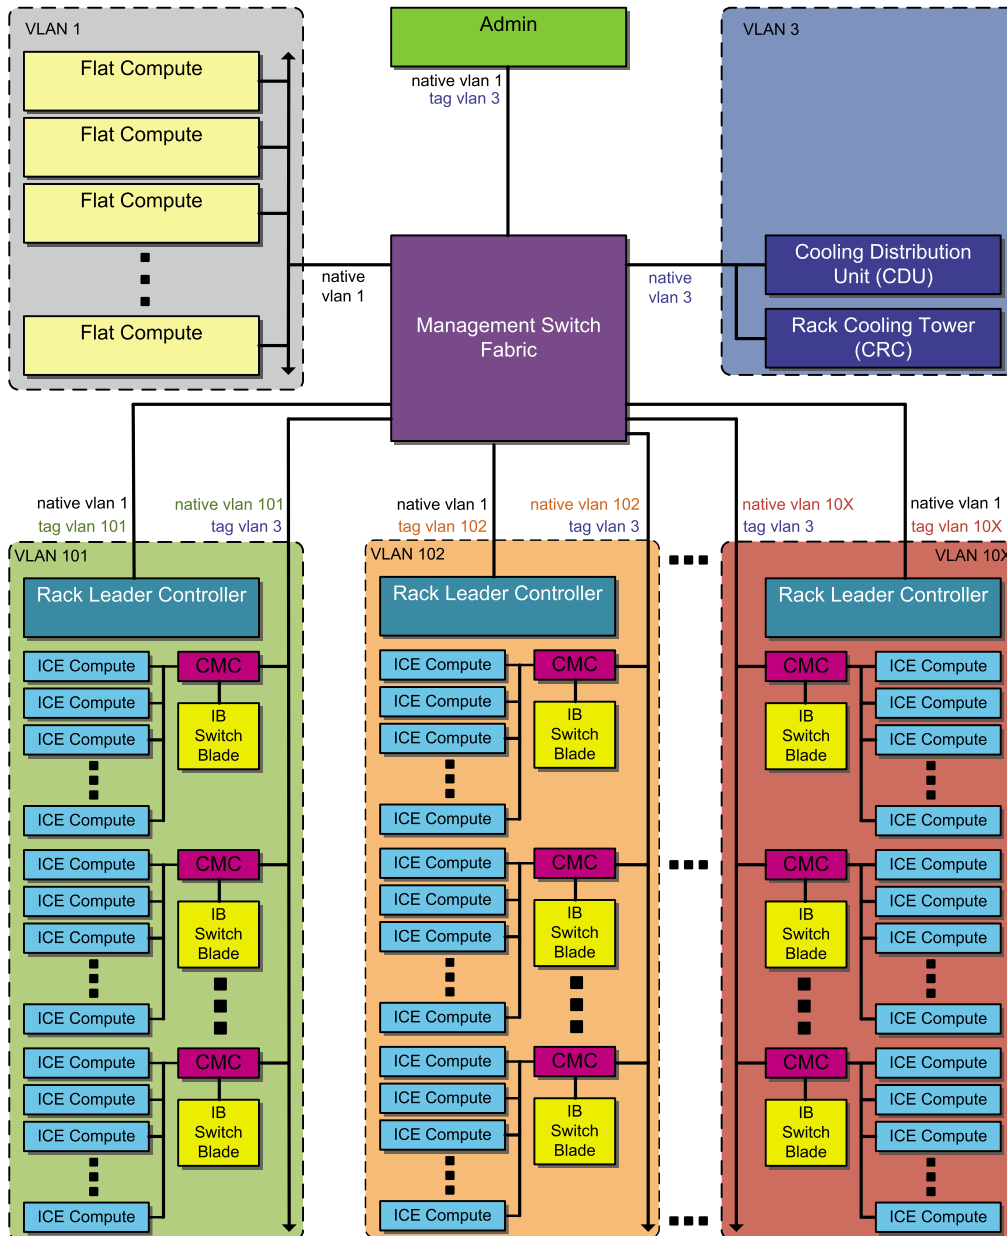 VLAN 1
Flat Compute
Flat Compute
Flat Compute
Flat Compute
Admin
native vlan 1
tag vlan 3
VLAN 3
Cooling Distribution
Unit (CDU)
Rack Cooling Tower
(CRC)
native
vlan 1
Management Switch
Fabric
native
vlan 3
native vlan 1
tag vlan 101
native vlan 101
tag vlan 3
native vlan 1
tag vlan 102
native vlan 102
tag vlan 3
native vlan 10X
tag vlan 3
native vlan 1
tag vlan 10X
VLAN 101
Rack Leader Controller
ICE Compute
ICE Compute
ICE Compute
ICE Compute
CMC
IB
Switch
Blade
ICE Compute
ICE Compute
ICE Compute
ICE Compute
CMC
IB
Switch
Blade
ICE Compute
ICE Compute
ICE Compute
ICE Compute
CMC
IB
Switch
Blade
VLAN 102
Rack Leader Controller
ICE Compute
ICE Compute
ICE Compute
ICE Compute
CMC
IB
Switch
Blade
ICE Compute
ICE Compute
ICE Compute
ICE Compute
CMC
IB
Switch
Blade
ICE Compute
ICE Compute
ICE Compute
ICE Compute
CMC
IB
Switch
Blade
VLAN 10X
Rack Leader Controller
CMC
IB
Switch
Blade
ICE Compute
ICE Compute
ICE Compute
ICE Compute
CMC
IB
Switch
Blade
ICE Compute
ICE Compute
ICE Compute
ICE Compute
CMC
IB
Switch
Blade
ICE Compute
ICE Compute
ICE Compute
ICE Compute